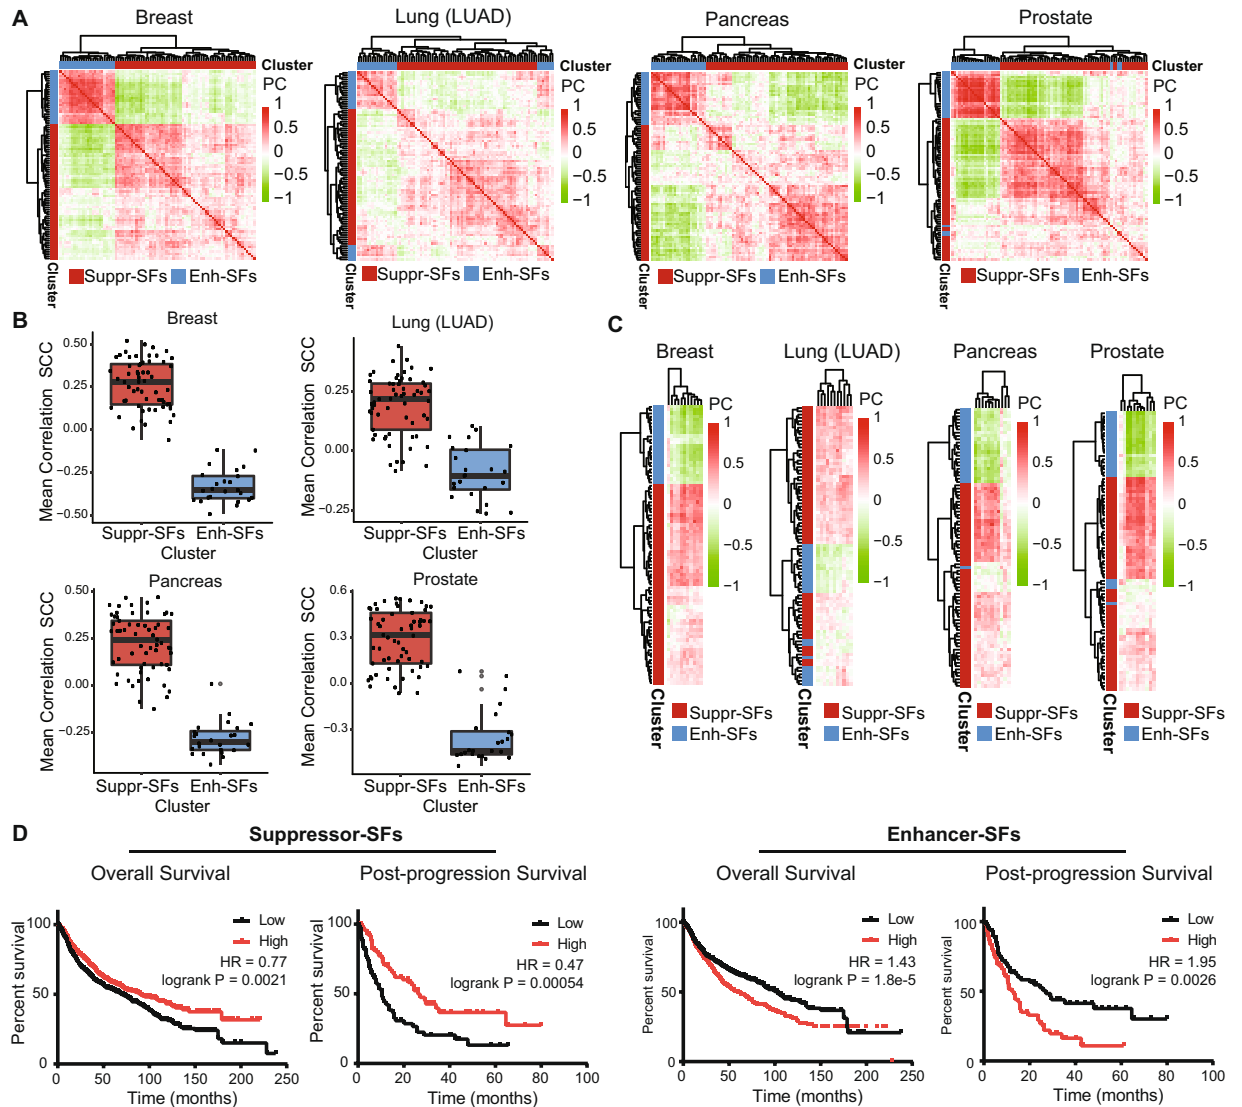 A
Breast
Lung (LUAD)
Pancreas
Prostate
Cluster
PC
1
0.5
0
−0.5
−1
Cluster
Suppr-SFs
Enh-SFs
Cluster
PC
1
0.5
0
−0.5
−1
Cluster
Suppr-SFs
Enh-SFs
Cluster
PC
1
0.5
0
−0.5
−1
Cluster
Suppr-SFs
Enh-SFs
Cluster
PC
1
0.5
0
−0.5
−1
Cluster
Suppr-SFs
Enh-SFs
B
Breast
Mean Correlation SCC
0.50
0.25
0.00
−0.25
−0.50
Suppr-SFs
Enh-SFs
Cluster
Lung (LUAD)
Mean Correlation SCC
0.25
0.00
−0.25
Suppr-SFs
Enh-SFs
Cluster
Pancreas
Mean Correlation SCC
0.50
0.25
0.00
−0.25
Suppr-SFs
Enh-SFs
Cluster
Prostate
Mean Correlation SCC
0.6
0.3
0.0
−0.3
Suppr-SFs
Enh-SFs
Cluster
C
Breast
PC
1
0.5
0
−0.5
−1
Cluster
Suppr-SFs
Enh-SFs
Lung (LUAD)
PC
1
0.5
0
−0.5
−1
Cluster
Suppr-SFs
Enh-SFs
Pancreas
PC
1
0.5
0
−0.5
−1
Cluster
Suppr-SFs
Enh-SFs
Prostate
PC
1
0.5
0
−0.5
−1
Cluster
Suppr-SFs
Enh-SFs
D
Suppressor-SFs
Overall Survival
Percent survival
100
50
0
Low
High
HR = 0.77
logrank P = 0.0021
0 50 100 150 200 250
Time (months)
Post-progression Survival
Percent survival
100
50
0
Low
High
HR = 0.47
logrank P = 0.00054
0 20 40 60 80 100
Time (months)
Enhancer-SFs
Overall Survival
Percent survival
100
50
0
Low
High
HR = 1.43
logrank P = 1.8e-5
0 50 100 150 200 250
Time (months)
Post-progression Survival
Percent survival
100
50
0
Low
High
HR = 1.95
logrank P = 0.0026
0 20 40 60 80 100
Time (months)